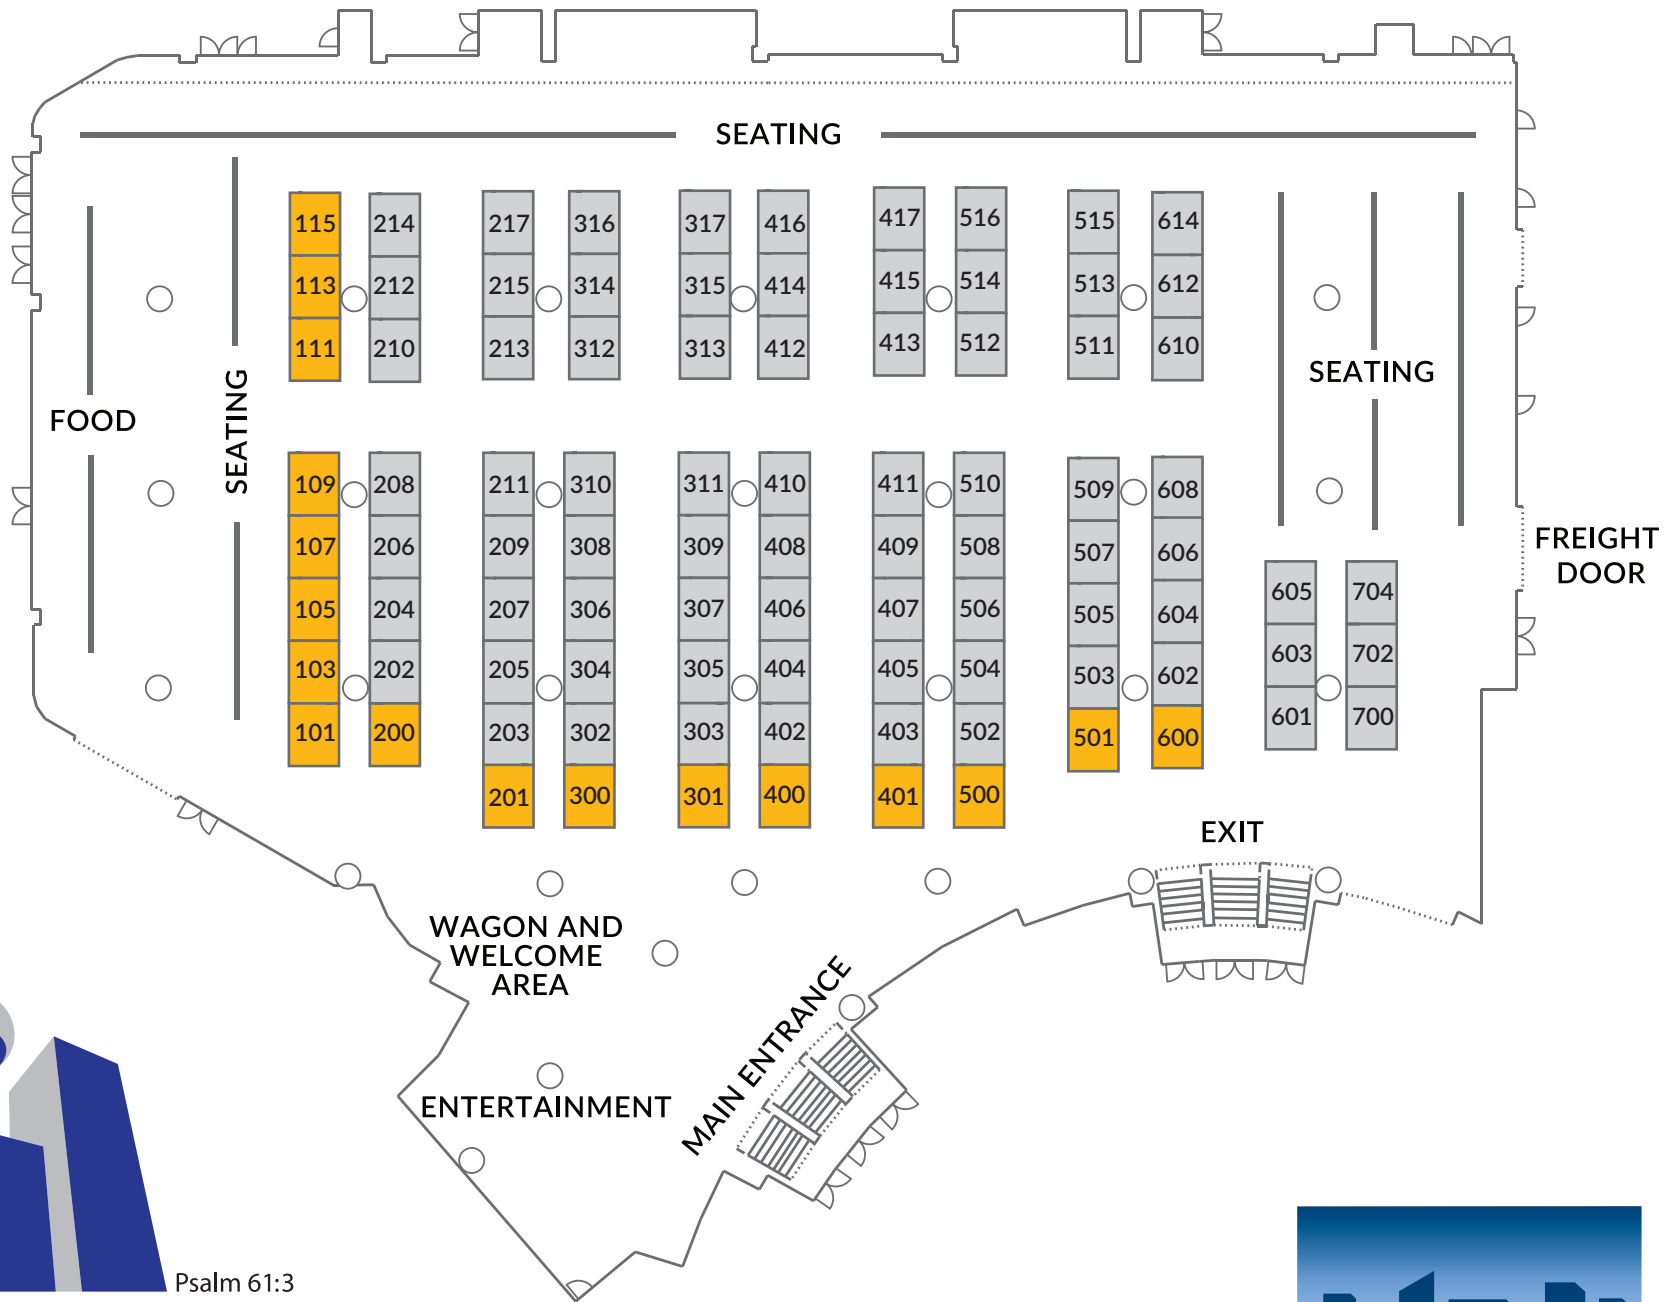 SEATING
115 214 217 316 317 416 417 516 515 614
113 212 215 314 315 414 415 514 513 612
111 210 213 312 313 412 413 512 511 610
SEATING
FOOD
SEATING
109 208 211 310 311 410 411 510 509 608
107 206 209 308 309 408 409 508 507 606
105 204 207 306 307 406 407 506 505 604
103 202 205 304 305 404 405 504 503 602
101 200 203 302 303 402 403 502 501 600
201 300 301 400 401 500
605 704
603 702
601 700
FREIGHT
DOOR
EXIT
WAGON AND
WELCOME
AREA
MAIN ENTRANCE
ENTERTAINMENT
Psalm 61:3